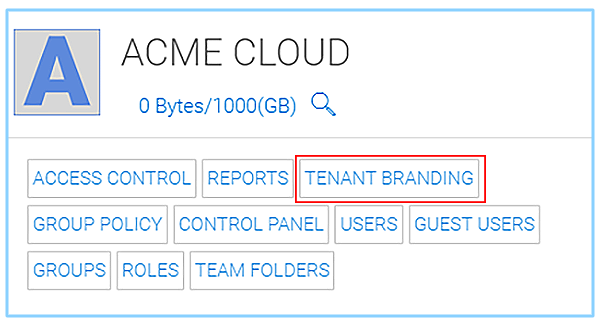 A
ACME CLOUD
0 Bytes/1000(GB)
ACCESS CONTROL REPORTS TENANT BRANDING
GROUP POLICY CONTROL PANEL USERS GUEST USERS
GROUPS ROLES TEAM FOLDERS